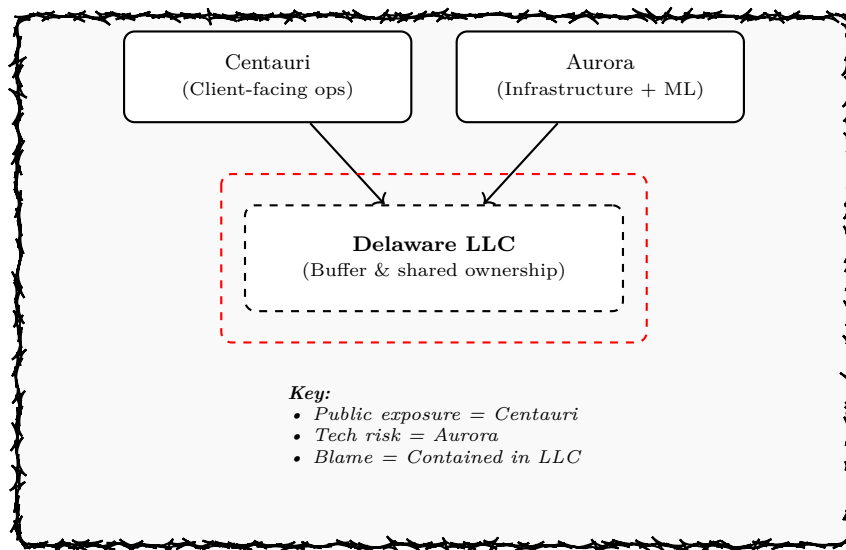 Centauri
(Client-facing ops)
Aurora
(Infrastructure + ML)
Delaware LLC
(Buffer & shared ownership)
Key:
• Public exposure = Centauri
• Tech risk = Aurora
• Blame = Contained in LLC